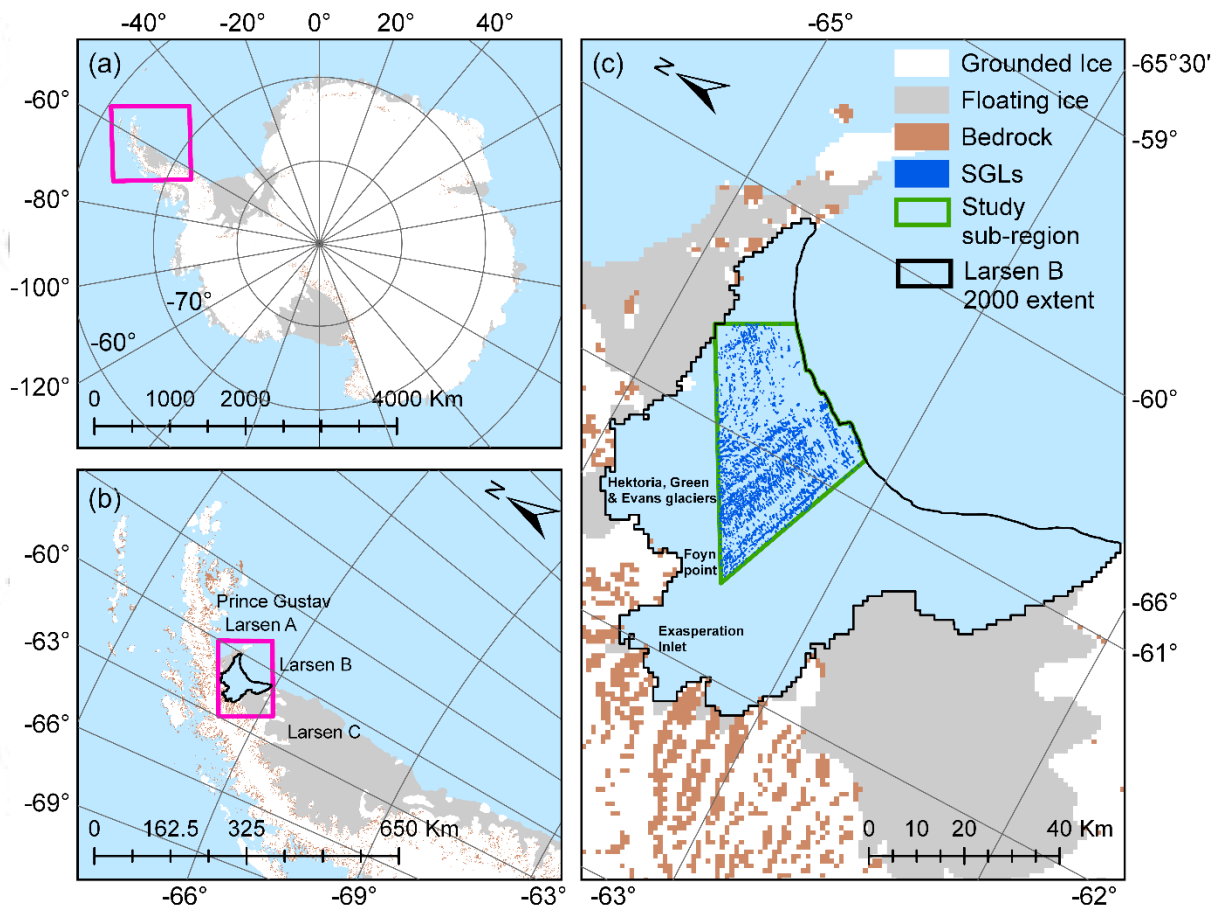 -40°
-20°
0°
20°
40°
(a)
-60°
-80°
-100°
-120°
-70°
-60°
0
1000
2000
4000 Km
(b)
N
-60°
-63°
-66°
-69°
Prince Gustav
Larsen A
Larsen B
Larsen C
0
162.5
325
650 Km
-66°
-69°
-63°
-65°
(c)
N
Grounded Ice
Floating ice
Bedrock
SGLs
Study
sub-region
Larsen B
2000 extent
-65°30'
-59°
-60°
-66°
-61°
Hektoria, Green
& Evans glaciers
Foyn
point
Exasperation
Inlet
0
10
20
40 Km
-63°
-62°